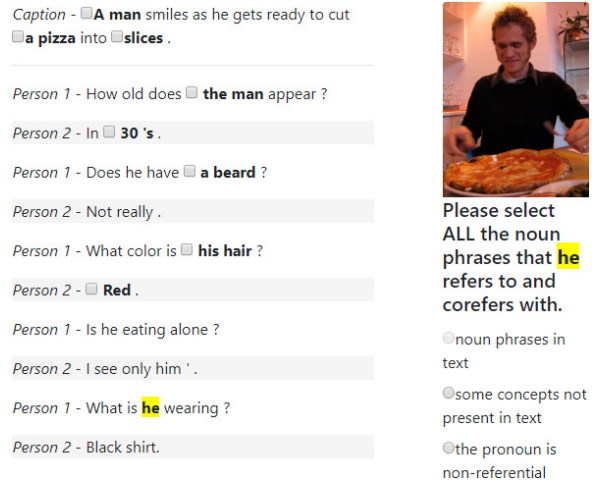 Caption - A man smiles as he gets ready to cut
a pizza into slices .
Person 1 - How old does the man appear ?
Person 2 - In 30 's .
Person 1 - Does he have a beard ?
Person 2 - Not really .
Person 1 - What color is his hair ?
Person 2 - Red .
Person 1 - Is he eating alone ?
Person 2 - I see only him ' .
Person 1 - What is he wearing ?
Person 2 - Black shirt.
Please select
ALL the noun
phrases that he
refers to and
corefers with.
noun phrases in
text
some concepts not
present in text
the pronoun is
non-referential